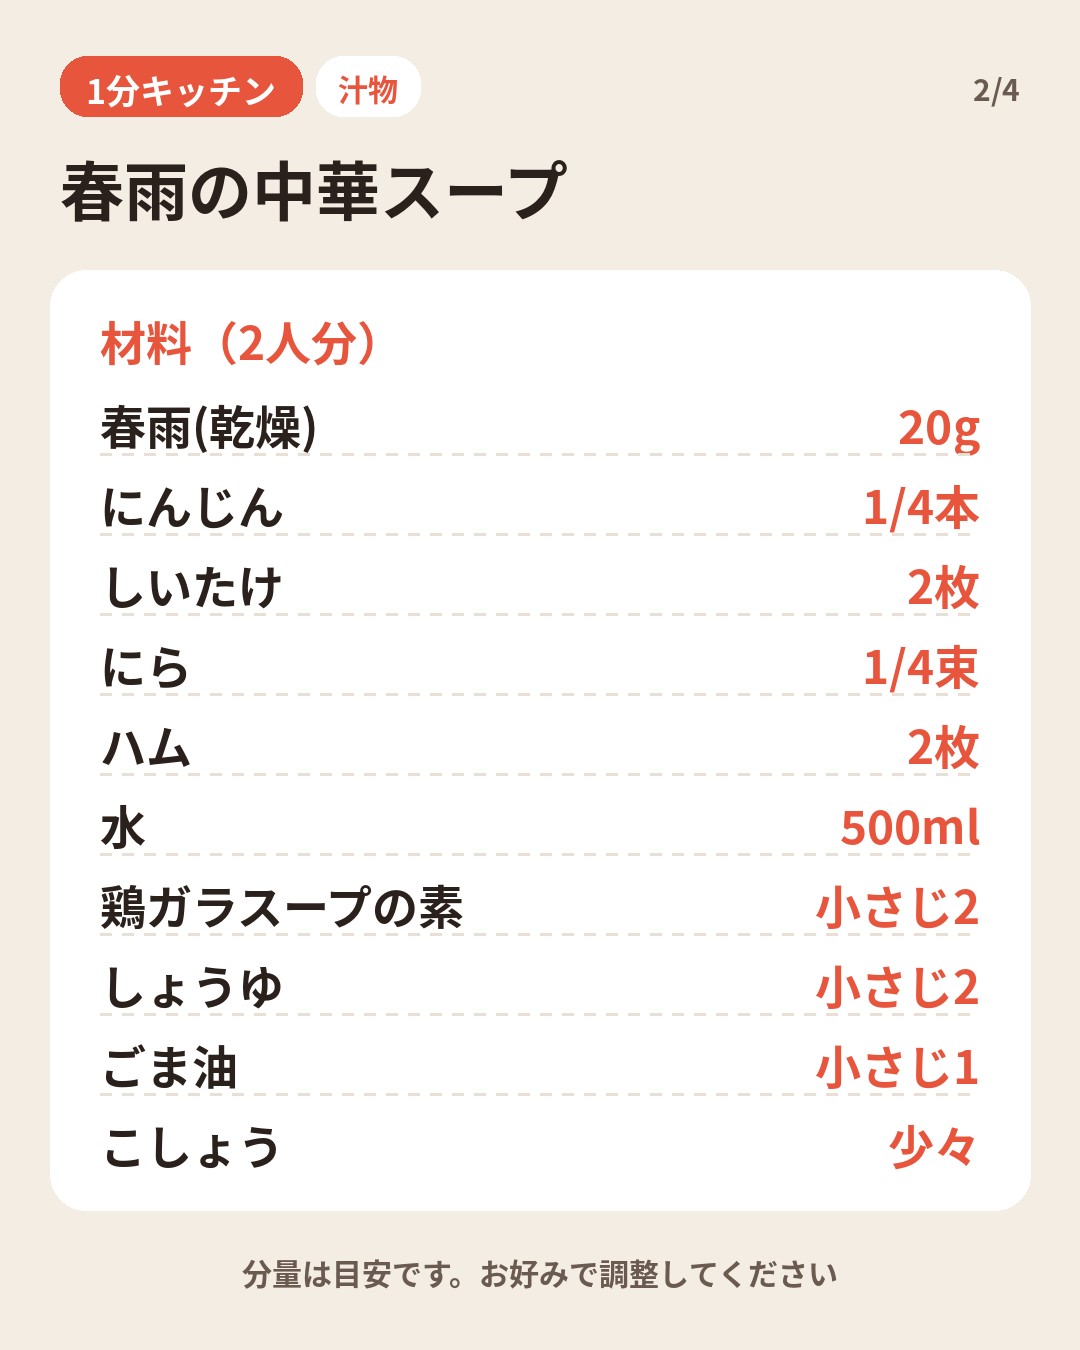 1分キッチン 汁物 2/4
春雨の中華スープ
材料（2人分）
春雨(乾燥) 20g
にんじん 1/4本
しいたけ 2枚
にら 1/4束
ハム 2枚
水 500ml
鶏ガラスープの素 小さじ2
しょうゆ 小さじ2
ごま油 小さじ1
こしょう 少々
分量は目安です。お好みで調整してください